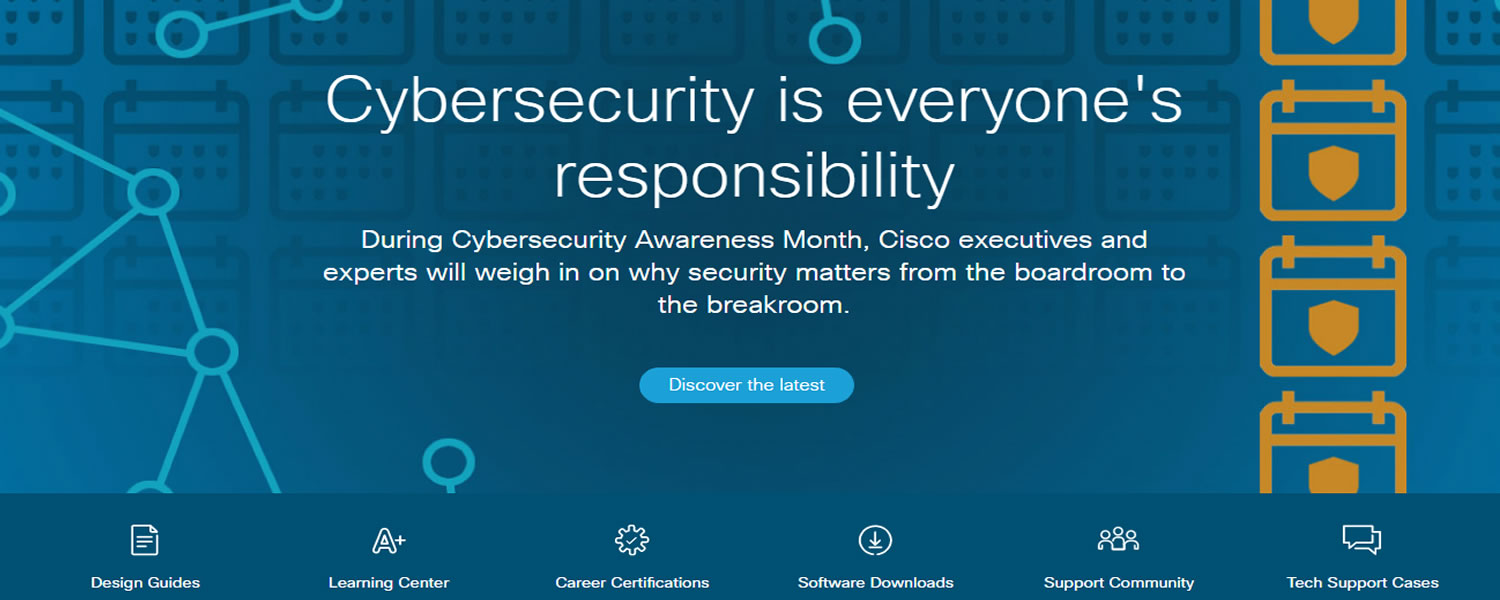 Cybersecurity is everyone's
responsibility
During Cybersecurity Awareness Month, Cisco executives and
experts will weigh in on why security matters from the boardroom to
the breakroom.
Discover the latest
A+
Design Guides
Learning Center
Career Certifications
Software Downloads
Support Community
Tech Support Cases